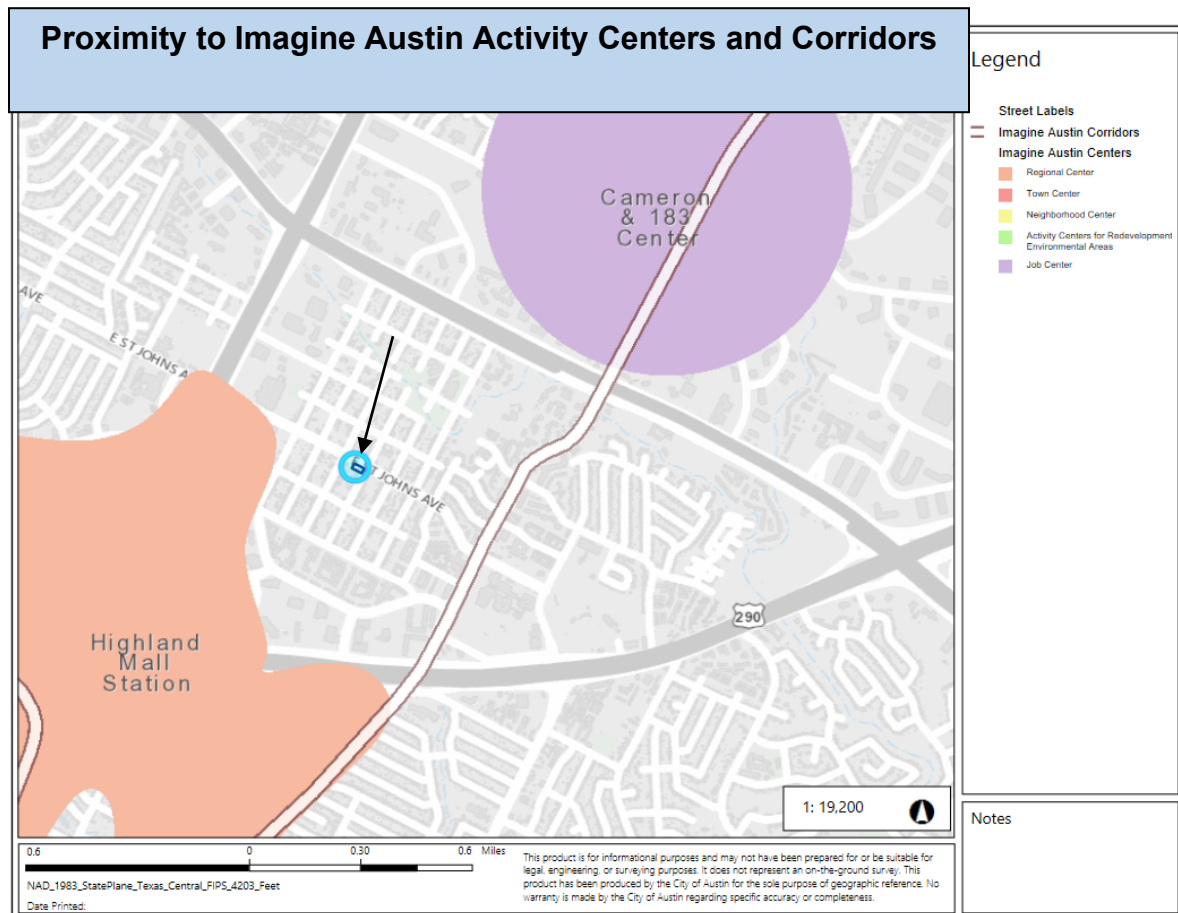 Proximity to Imagine Austin Activity Centers and Corridors
Legend
Street Labels
Imagine Austin Corridors
Imagine Austin Centers
Regional Center
Town Center
Neighborhood Center
Activity Centers for Redevelopment
Environmental Areas
Job Center
Cameron
& 183
Center
AVE
E ST JOHNS A
E ST JOHNS AVE
290
Highland
Mall
Station
1: 19,200
Notes
0.6 0 0.30 0.6 Miles
NAD_1983_StatePlane_Texas_Central_FIPS_4203_Feet
Date Printed:
This product is for informational purposes and may not have been prepared for or be suitable for
legal, engineering, or surveying purposes. It does not represent an on-the-ground survey. This
product has been produced by the City of Austin for the sole purpose of geographic reference. No
warranty is made by the City of Austin regarding specific accuracy or completeness.